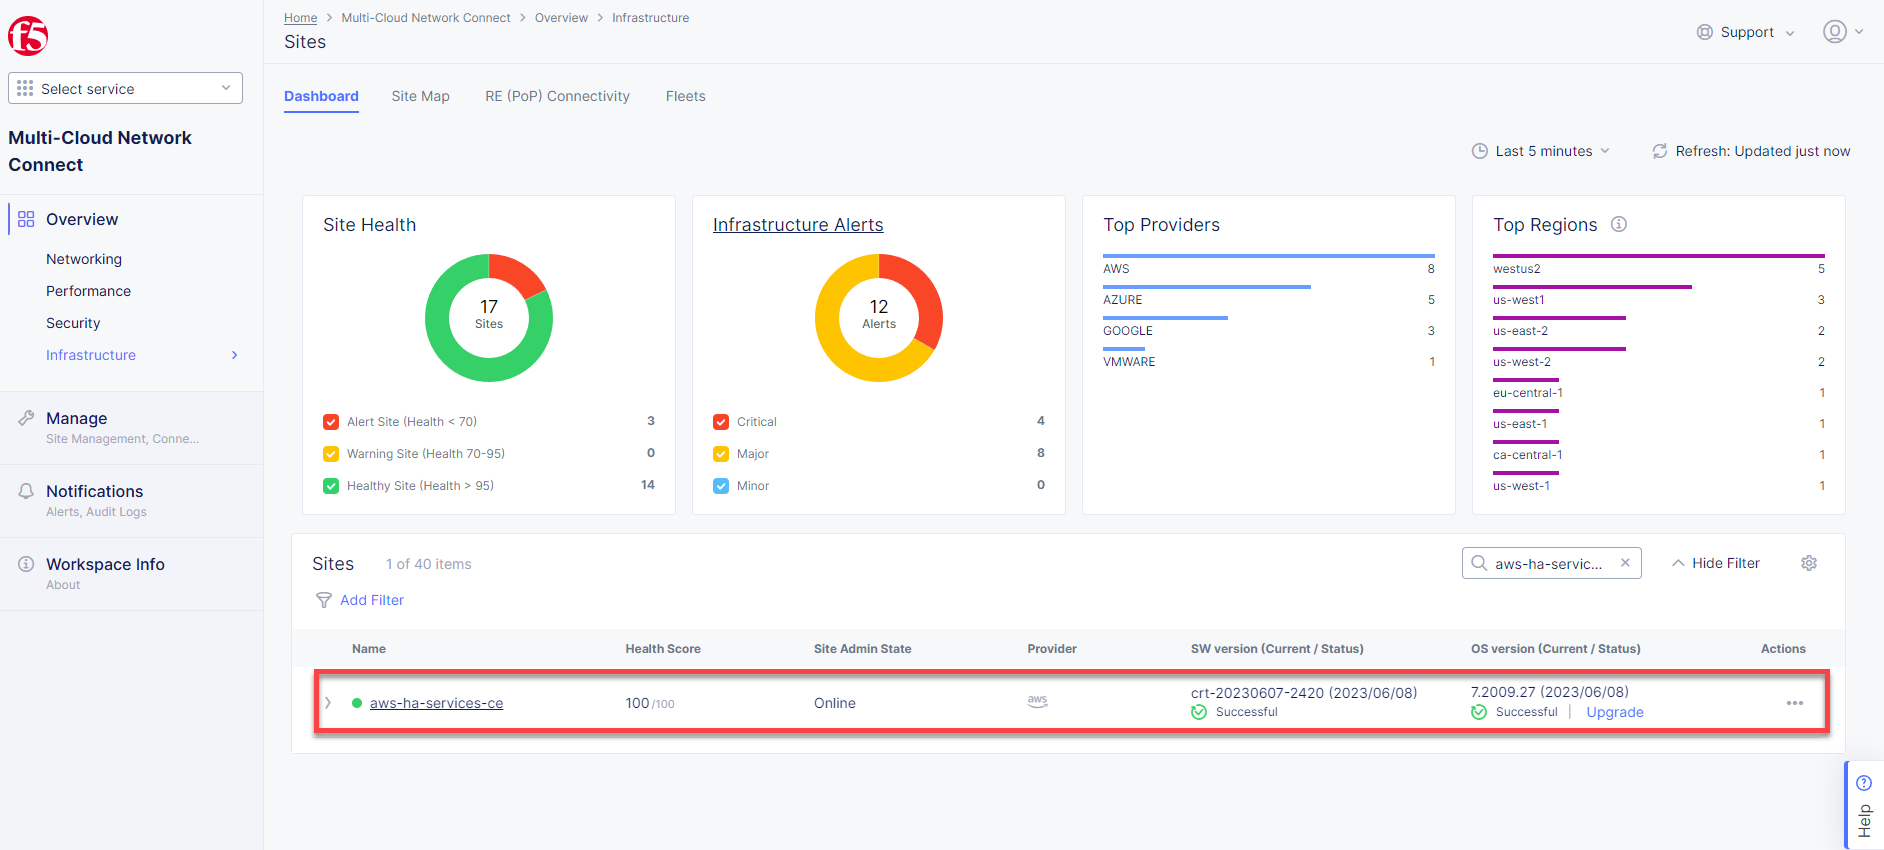 f5
Select service
Multi-Cloud Network
Connect
Overview
Networking
Performance
Security
Infrastructure
Manage
Site Management, Conne...
Notifications
Alerts, Audit Logs
Workspace Info
About
Home > Multi-Cloud Network Connect > Overview > Infrastructure
Sites
Support
Dashboard Site Map RE (PoP) Connectivity Fleets
Last 5 minutes Refresh: Updated just now
Site Health
17
Sites
Alert Site (Health < 70) 3
Warning Site (Health 70-95) 0
Healthy Site (Health > 95) 14
Infrastructure Alerts
12
Alerts
Critical 4
Major 8
Minor 0
Top Providers
AWS 8
AZURE 5
GOOGLE 3
VMWARE 1
Top Regions
westus2 5
us-west1 3
us-east-2 2
us-west-2 2
eu-central-1 1
us-east-1 1
ca-central-1 1
us-west-1 1
Sites 1 of 40 items aws-ha-servic... Hide Filter
Add Filter
Name Health Score Site Admin State Provider SW version (Current / Status) OS version (Current / Status) Actions
aws-ha-services-ce 100 /100 Online aws crt-20230607-2420 (2023/06/08) 7.2009.27 (2023/06/08)
Successful Successful | Upgrade
Help